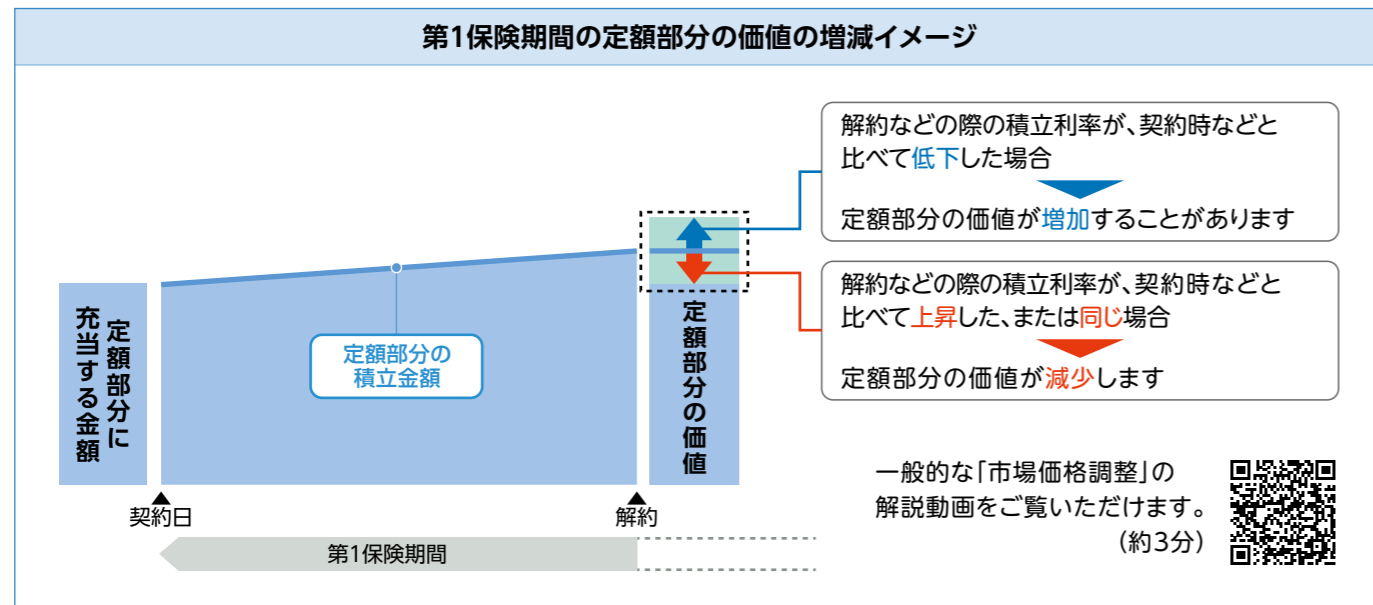 第1保険期間の定額部分の価値の増減イメージ
解約などの際の積立利率が、契約時などと
比べて低下した場合
定額部分の価値が増加することがあります
解約などの際の積立利率が、契約時などと
比べて上昇した、または同じ場合
定額部分の価値が減少します
定額部分に
充当する金額
定額部分の
積立金額
定額部分の価値
契約日
解約
第1保険期間
一般的な「市場価格調整」の
解説動画をご覧いただけます。
(約3分)